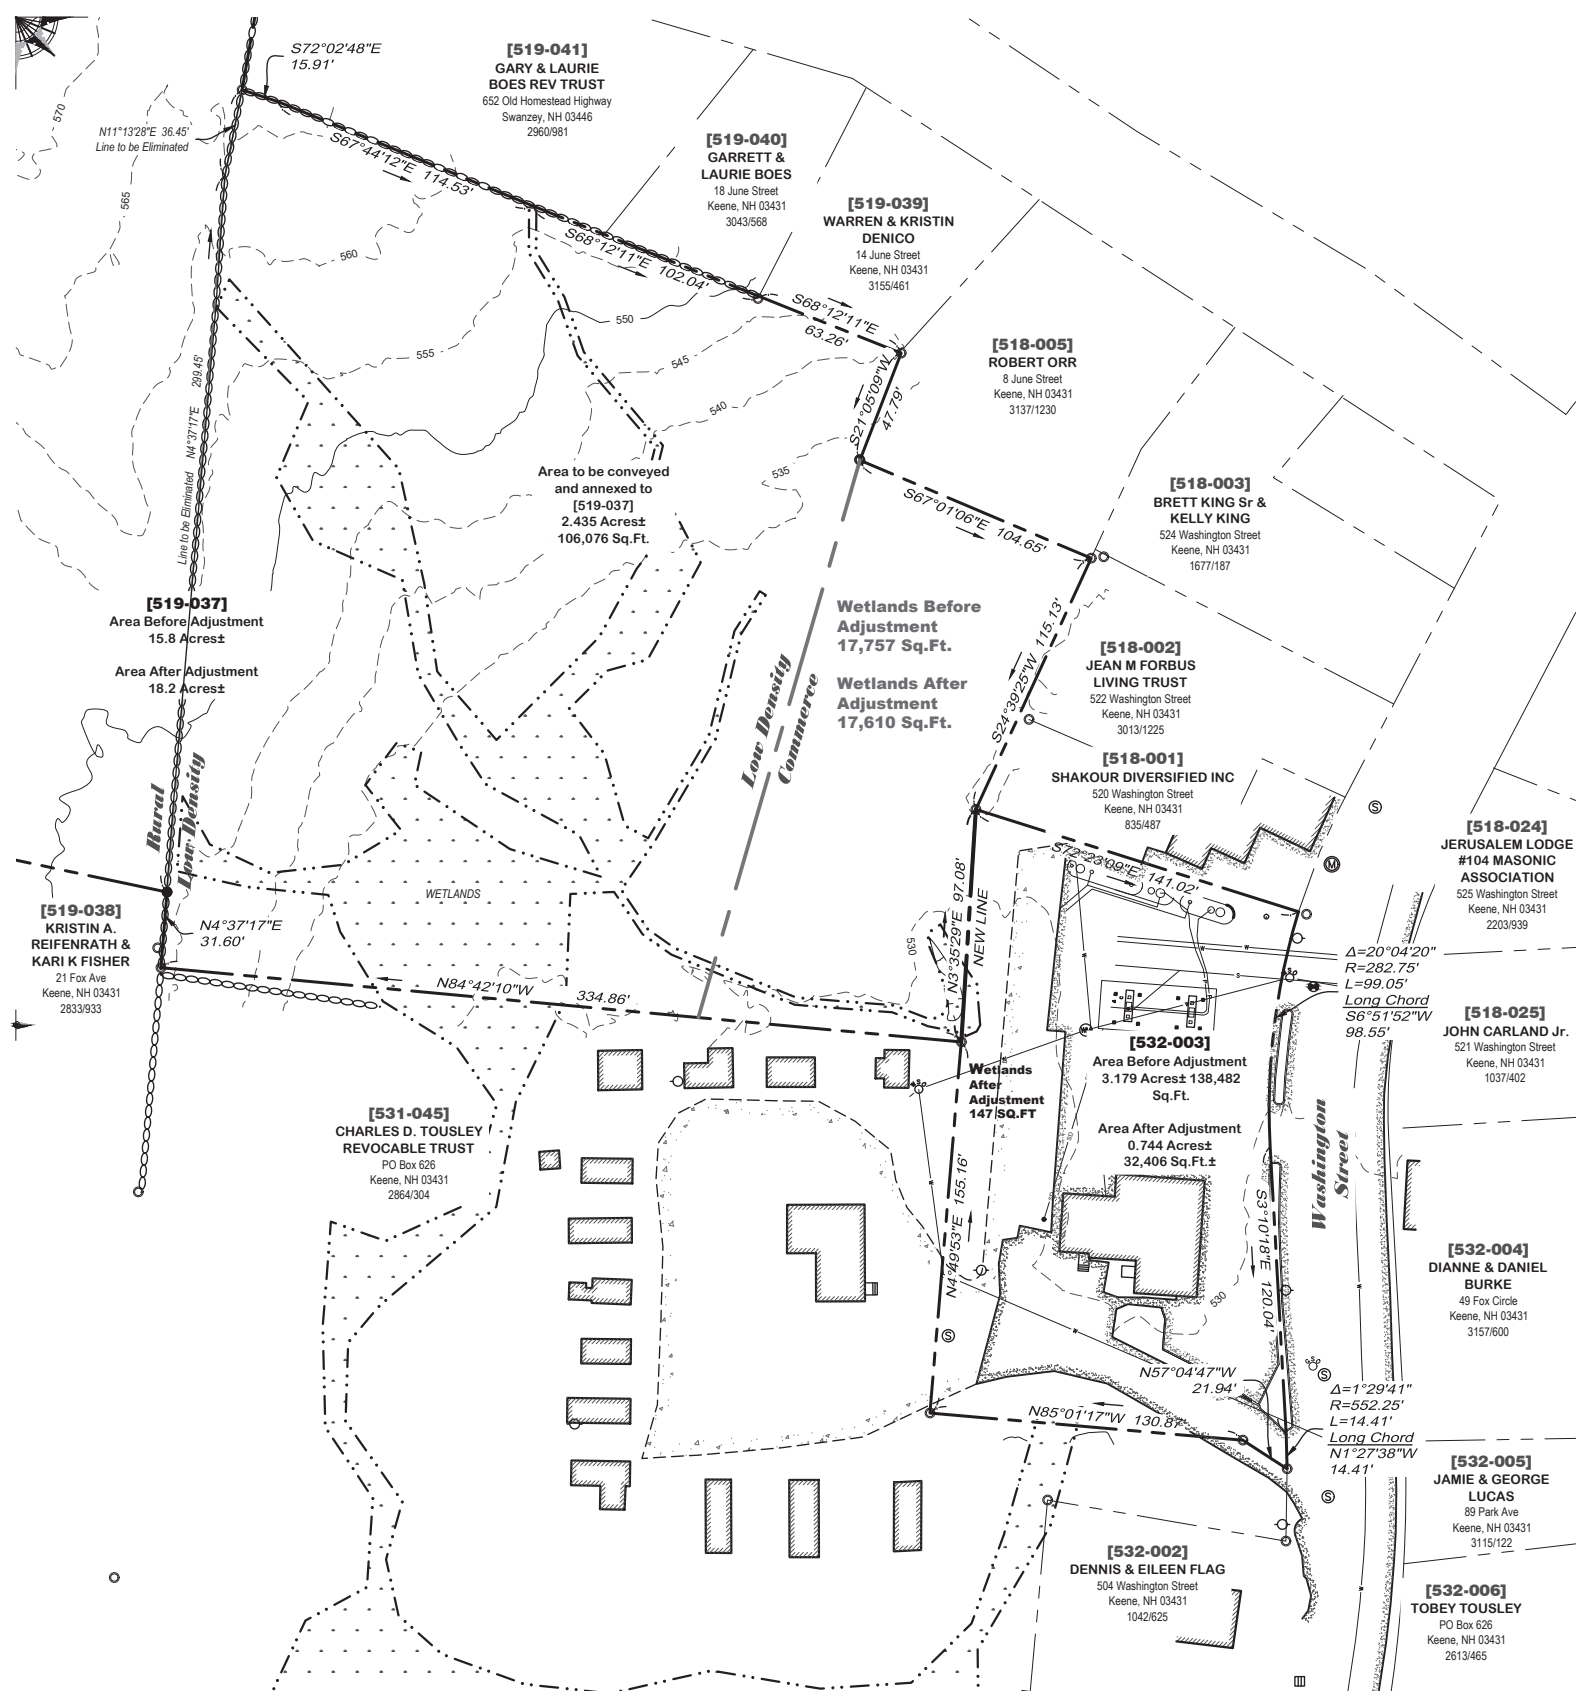 S72°02'48"E
15.91'
[519-041]
GARY & LAURIE
BOES REV TRUST
652 Old Homestead Highway
Swanzey, NH 03446
2960/981
570
N11°13'28"E 36.45'
Line to be Eliminated
S67°44'12"E 114.53'
[519-040]
GARRETT &
LAURIE BOES
18 June Street
Keene, NH 03431
3043/568
565
[519-039]
WARREN & KRISTIN
DENICO
14 June Street
Keene, NH 03431
3155/461
560
S68°12'11"E 102.04'
S68°12'11"E
63.26'
550
555
545
540
535
S21°05'09"W
47.79'
[518-005]
ROBERT ORR
8 June Street
Keene, NH 03431
3137/1230
Line to be Eliminated N4°37'17"E 299.45'
Area to be conveyed
and annexed to
[519-037]
2.435 Acres±
106,076 Sq.Ft.
S67°01'06"E 104.65'
[518-003]
BRETT KING Sr &
KELLY KING
524 Washington Street
Keene, NH 03431
1677/187
[519-037]
Area Before Adjustment
15.8 Acres±
Area After Adjustment
18.2 Acres±
Wetlands Before
Adjustment
17,757 Sq.Ft.
Wetlands After
Adjustment
17,610 Sq.Ft.
S24°39'25"W 115.13'
[518-002]
JEAN M FORBUS
LIVING TRUST
522 Washington Street
Keene, NH 03431
3013/1225
Low Density
Commerce
Rural
Low Density
[518-001]
SHAKOUR DIVERSIFIED INC
520 Washington Street
Keene, NH 03431
835/487
S
M
[518-024]
JERUSALEM LODGE
#104 MASONIC
ASSOCIATION
525 Washington Street
Keene, NH 03431
2203/939
S72°23'09"E 141.02'
WETLANDS
[519-038]
KRISTIN A.
REIFENRATH &
KARI K FISHER
21 Fox Ave
Keene, NH 03431
2833/933
N4°37'17"E
31.60'
530
N3°35'29"E 97.08'
NEW LINE
N84°42'10"W 334.86'
Δ=20°04'20"
R=282.75'
L=99.05'
Long Chord
S6°51'52"W
98.55'
[518-025]
JOHN CARLAND Jr.
521 Washington Street
Keene, NH 03431
1037/402
[532-003]
Area Before Adjustment
3.179 Acres± 138,482
Sq.Ft.
Area After Adjustment
0.744 Acres±
32,406 Sq.Ft.±
Wetlands
After
Adjustment
147 SQ.FT
[531-045]
CHARLES D. TOUSLEY
REVOCABLE TRUST
PO Box 626
Keene, NH 03431
2864/304
Washington
Street
N4°49'53"E 155.16'
S3°10'18"E 120.04'
[532-004]
DIANNE & DANIEL
BURKE
49 Fox Circle
Keene, NH 03431
3157/600
530
S
S
N57°04'47"W
21.94'
N85°01'17"W 130.87'
Δ=1°29'41"
R=552.25'
L=14.41'
Long Chord
N1°27'38"W
14.41'
[532-005]
JAMIE & GEORGE
LUCAS
89 Park Ave
Keene, NH 03431
3115/122
S
[532-002]
DENNIS & EILEEN FLAG
504 Washington Street
Keene, NH 03431
1042/625
[532-006]
TOBEY TOUSLEY
PO Box 626
Keene, NH 03431
2613/465